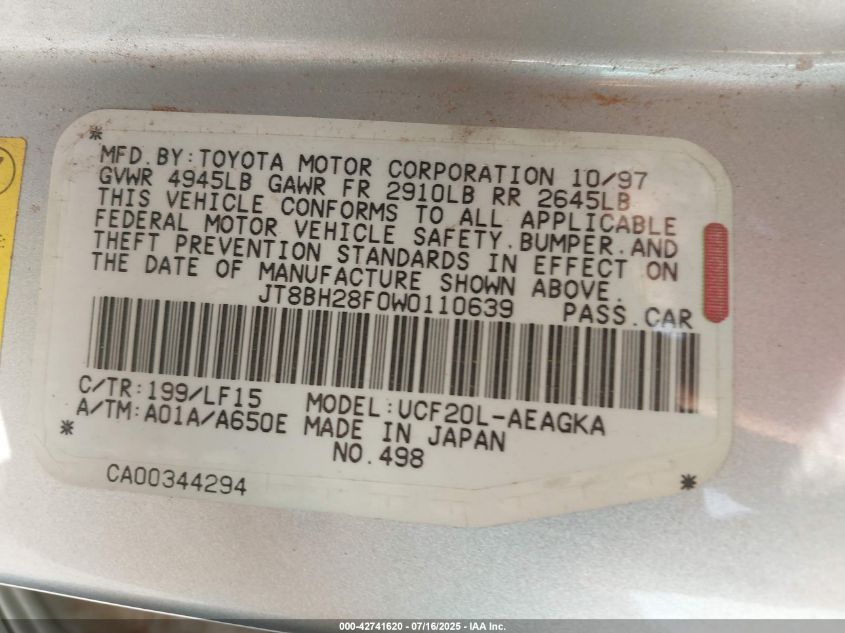 MFD.BY:TOYOTA MOTOR CORPORATION 10/97
GVWR 4945LB GAWR FR 2910LB RR 2645LB
THIS VEHICLE CONFORMS TO ALL APPLICABLE
FEDERAL MOTOR VEHICLE SAFETY.BUMPER.AND
THEFT PREVENTION STANDARDS IN EFFECT ON
THE DATE OF MANUFACTURE SHOWN ABOVE.
JT8BH28F0W0110639 PASS.CAR
C/TR:199/LF15 MODEL:UCF20L-AEAGKA
A/TM:A01A/A650E MADE IN JAPAN
NO.498
CA00344294
000-42741620 - 07/16/2025 - IAA Inc.